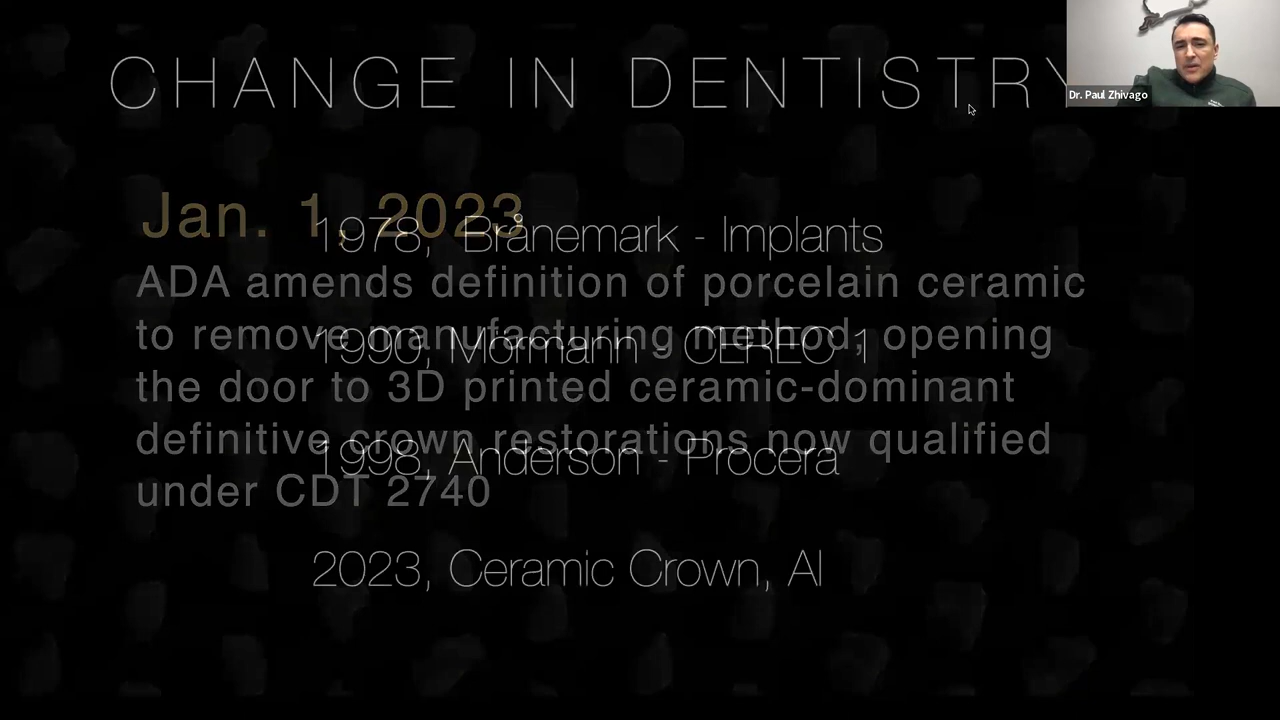 CHANGE IN DENTISTRY
Dr. Paul Zhivago
Jan. 1, 2023
ADA amends definition of porcelain ceramic
to remove manufacturing method, opening
the door to 3D printed ceramic-dominant
definitive crown restorations now qualified
under CDT 2740
1978, Branemark - Implants
1990, Mörmann - CEREC 1
1998, Anderson - Procera
2023, Ceramic Crown, AI